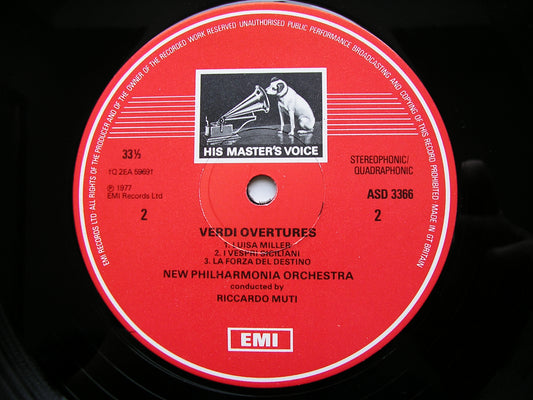 EMI RECORDS LTD ALL RIGHTS OF THE PRODUCER AND OF THE OWNER OF THE RECORDED WORK RESERVED UNAUTHORISED PUBLIC PERFORMANCE BROADCASTING AND COPYING OF THIS RECORD PROHIBITED MADE IN GT BRITAIN
HIS MASTER'S VOICE
33⅓
STEREOPHONIC/
QUADRAPHONIC
YQ 2EA 59691
Ⓟ 1977
EMI Records Ltd
ASD 3366
2
2
VERDI OVERTURES
1. LUISA MILLER
2. I VESPRI SICILIANI
3. LA FORZA DEL DESTINO
NEW PHILHARMONIA ORCHESTRA
conducted by
RICCARDO MUTI
EMI